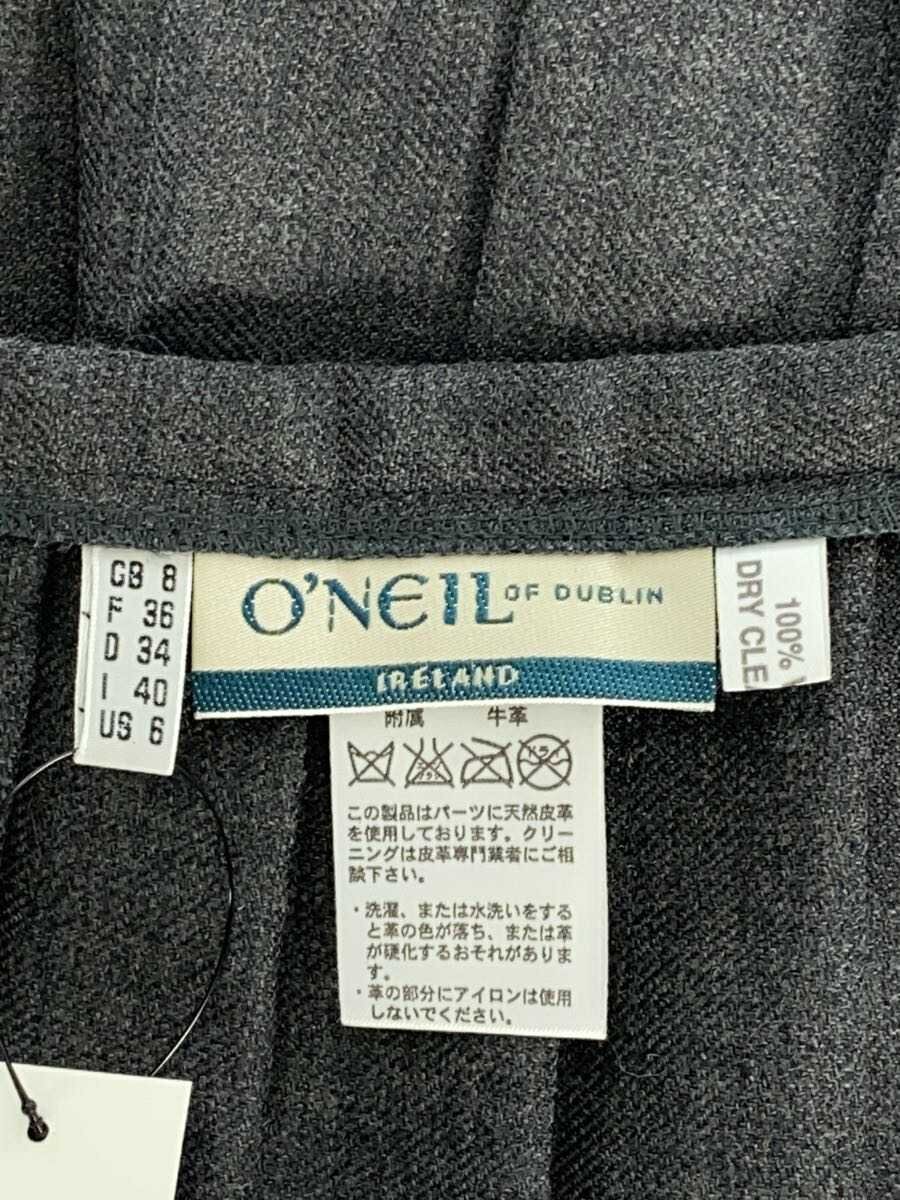 GB 8
F 36
D 34
I 40
US 6
O'NEIL OF DUBLIN
IRELAND
100%
DRY CLE
附属 牛革
この製品はパーツに天然皮革
を使用しております。クリー
ニングは皮革専門業者にご相
談下さい。
・洗濯、または水洗いをする
と革の色が落ち、または革
が硬化するおそれがありま
す。
・革の部分にアイロンは使用
しないでください。